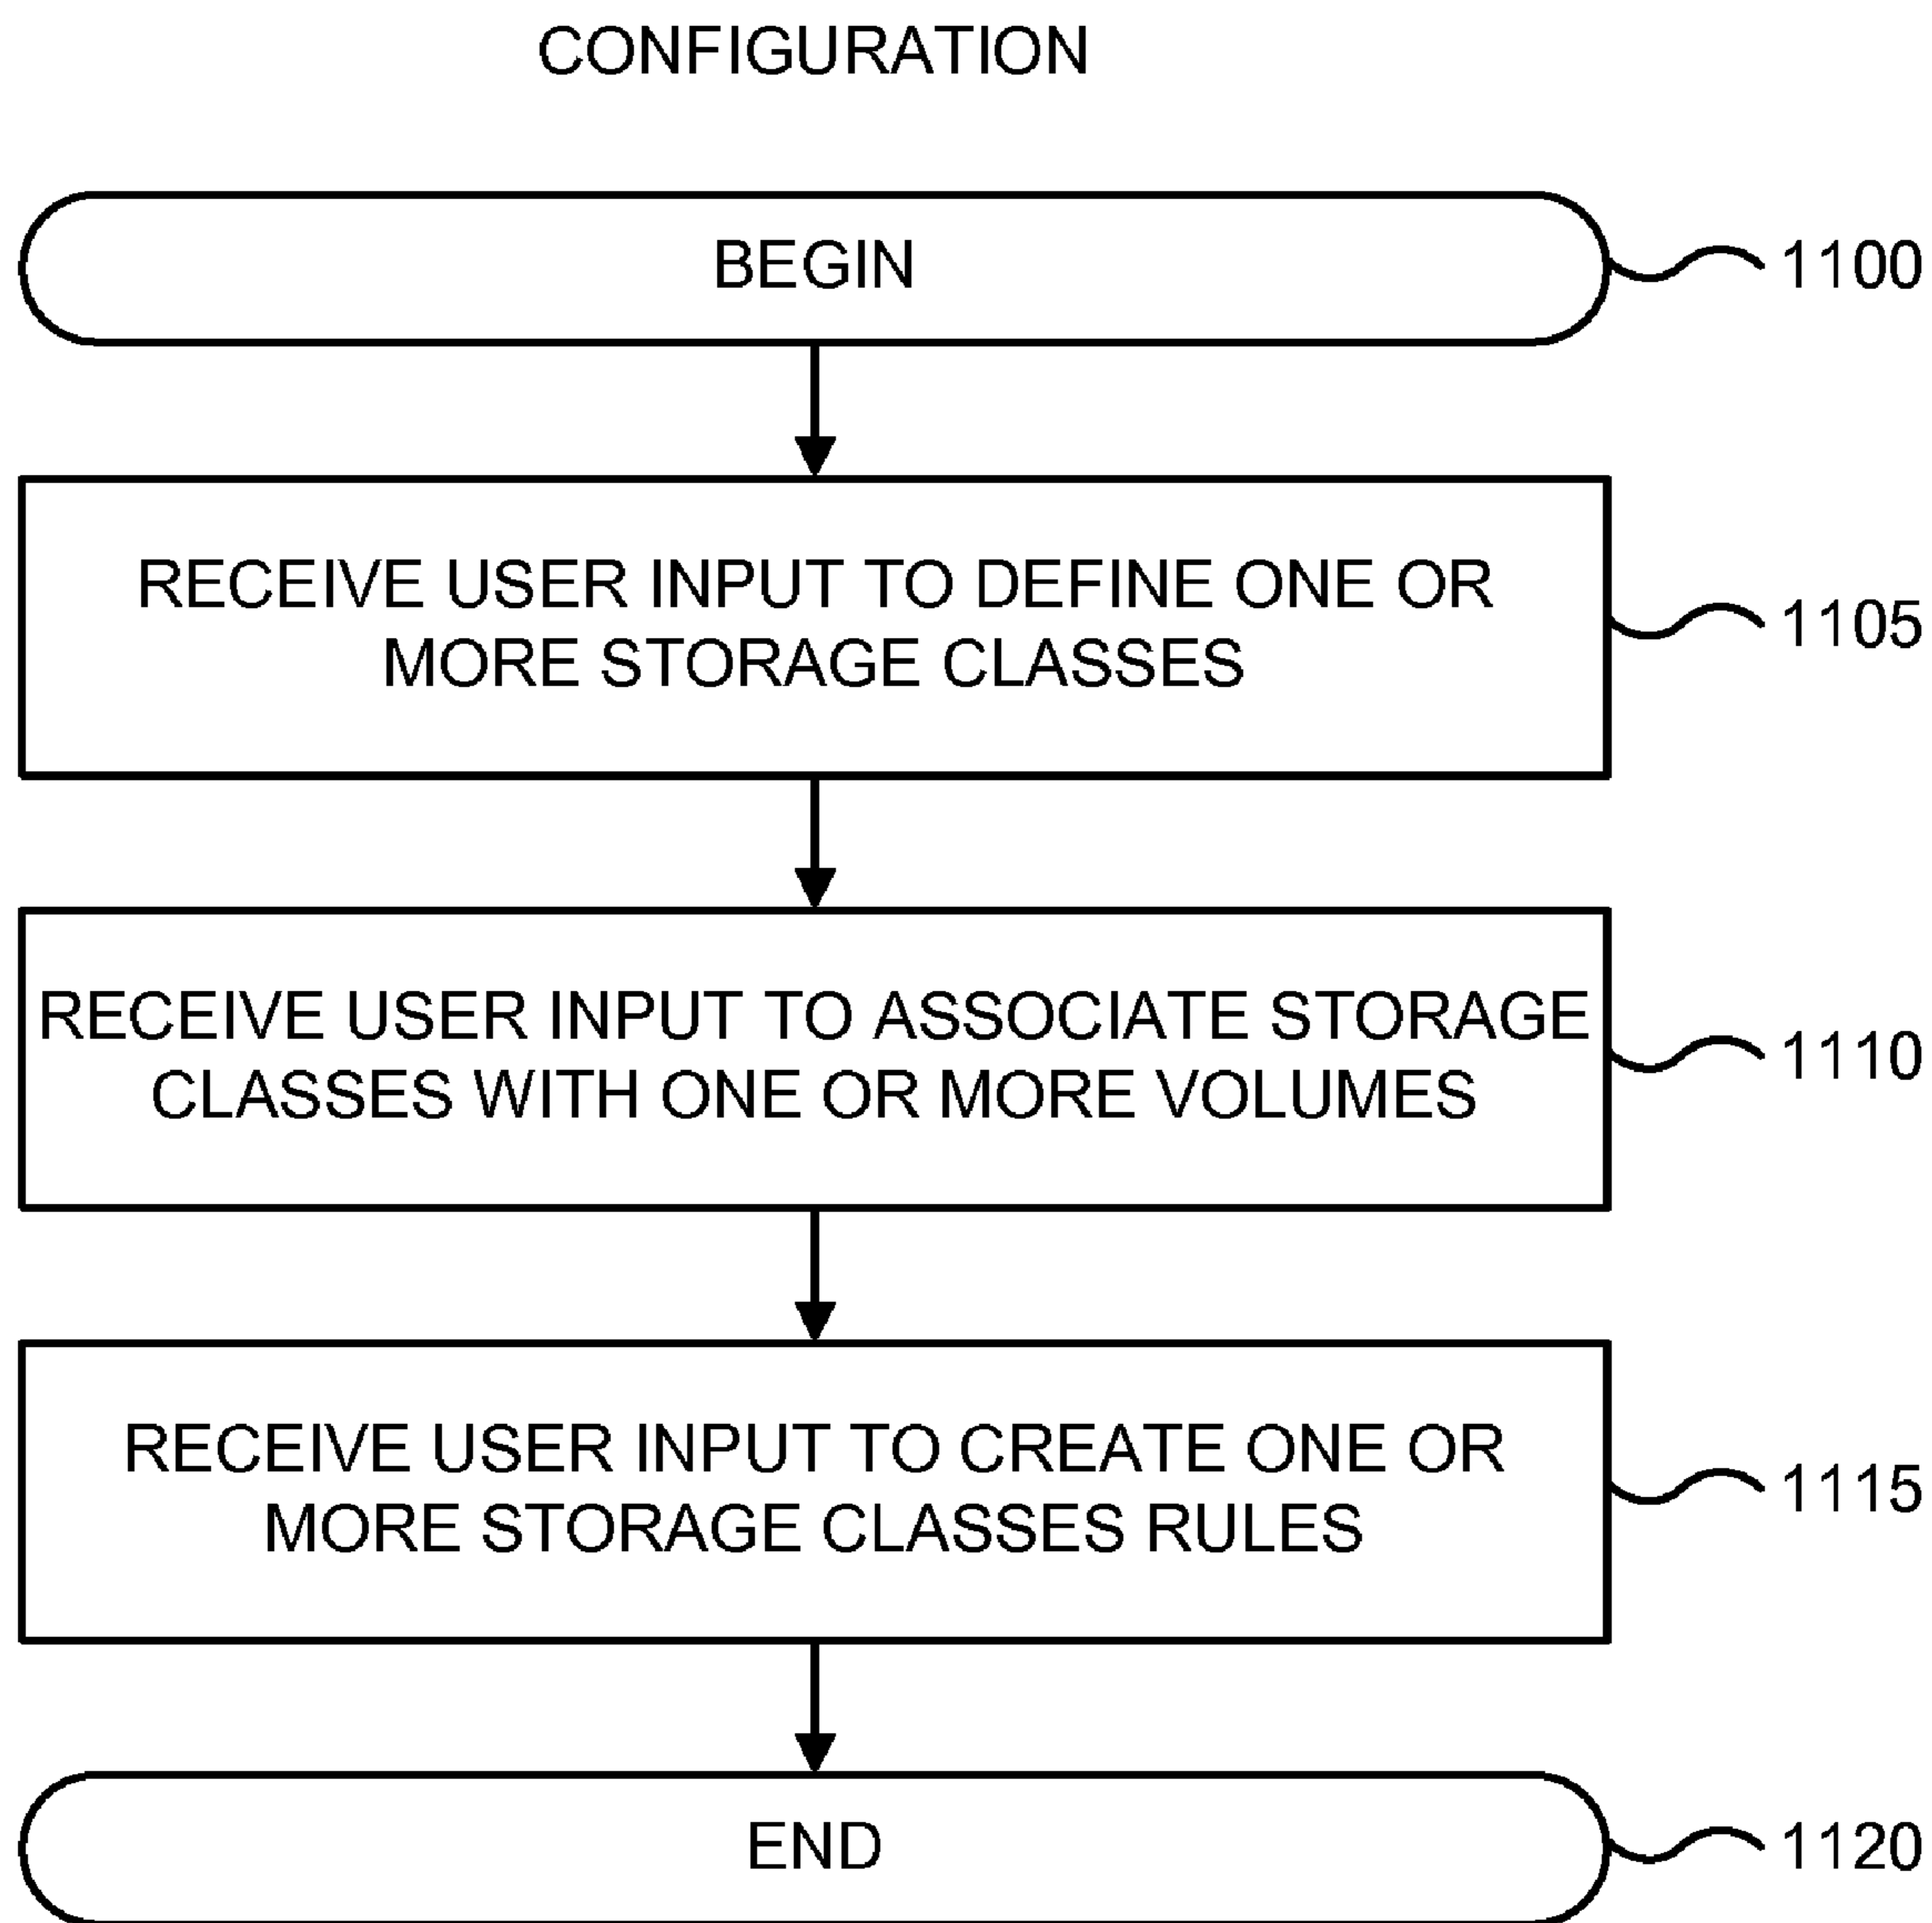 CONFIGURATION
BEGIN
1100
RECEIVE USER INPUT TO DEFINE ONE OR
MORE STORAGE CLASSES
1105
RECEIVE USER INPUT TO ASSOCIATE STORAGE
CLASSES WITH ONE OR MORE VOLUMES
1110
RECEIVE USER INPUT TO CREATE ONE OR
MORE STORAGE CLASSES RULES
1115
END
1120